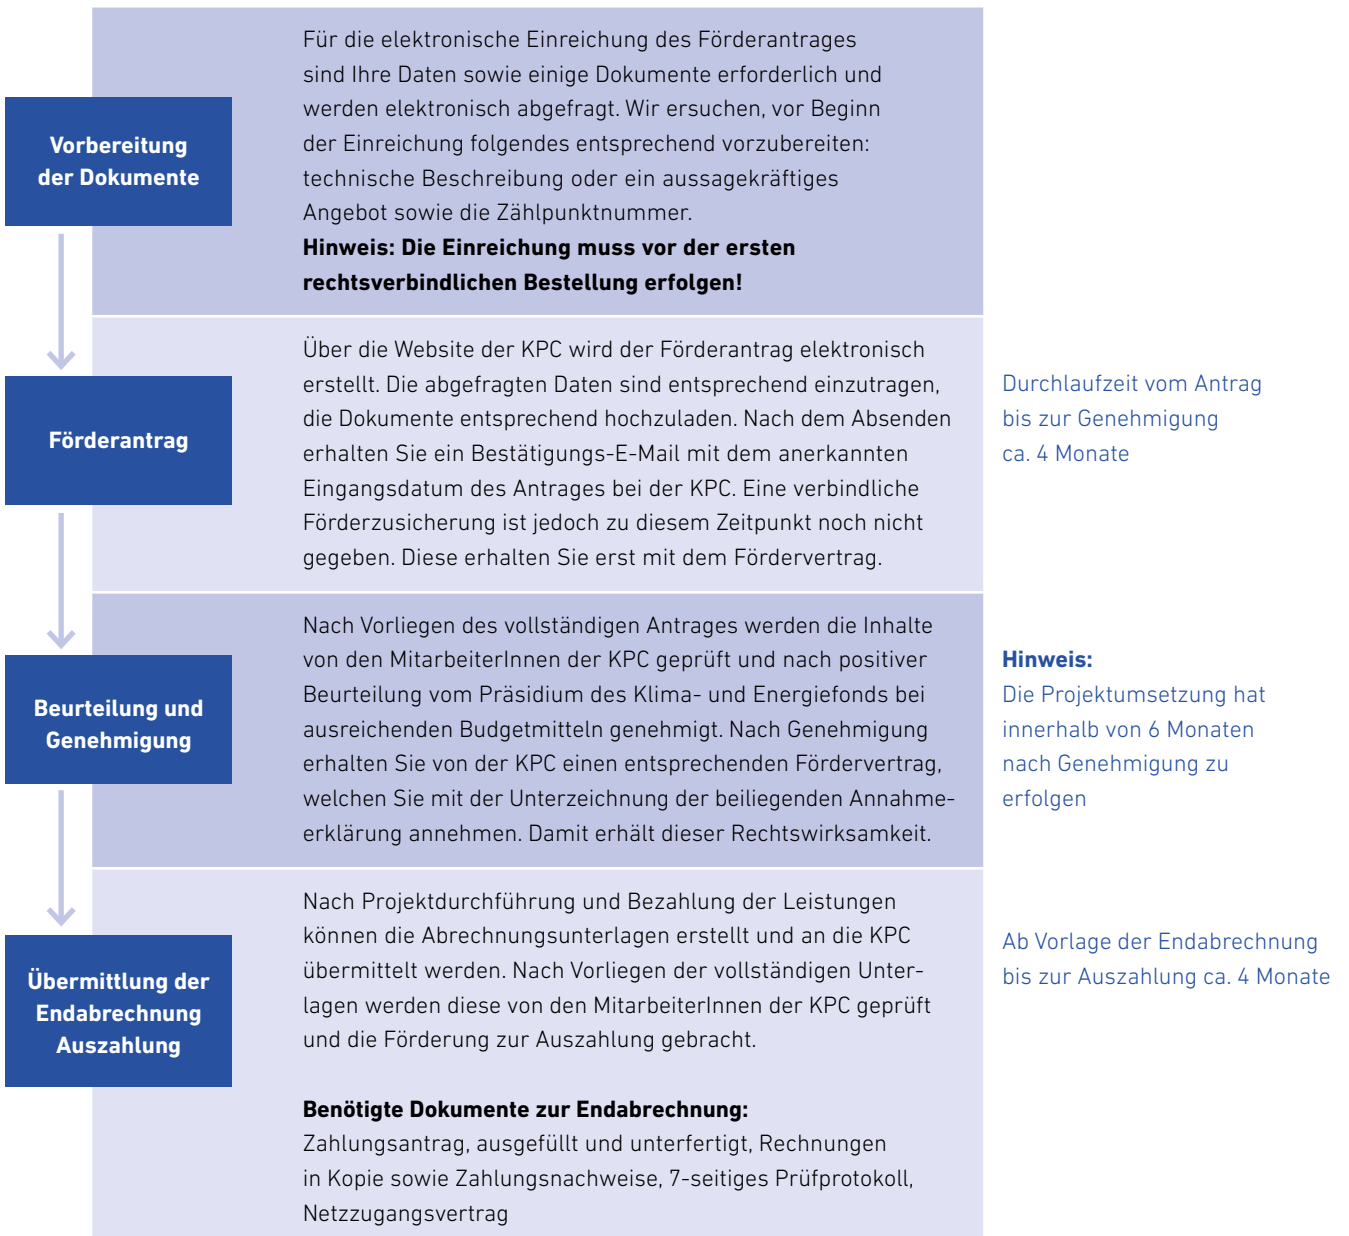 Für die elektronische Einreichung des Förderantrages
sind Ihre Daten sowie einige Dokumente erforderlich und
werden elektronisch abgefragt. Wir ersuchen, vor Beginn
der Einreichung folgendes entsprechend vorzubereiten:
technische Beschreibung oder ein aussagekräftiges
Angebot sowie die Zählpunktnummer.
Hinweis: Die Einreichung muss vor der ersten
rechtsverbindlichen Bestellung erfolgen!
Vorbereitung
der Dokumente
Über die Website der KPC wird der Förderantrag elektronisch
erstellt. Die abgefragten Daten sind entsprechend einzutragen,
die Dokumente entsprechend hochzuladen. Nach dem Absenden
erhalten Sie ein Bestätigungs-E-Mail mit dem anerkannten
Eingangsdatum des Antrages bei der KPC. Eine verbindliche
Förderzusicherung ist jedoch zu diesem Zeitpunkt noch nicht
gegeben. Diese erhalten Sie erst mit dem Fördervertrag.
Förderantrag
Durchlaufzeit vom Antrag
bis zur Genehmigung
ca. 4 Monate
Nach Vorliegen des vollständigen Antrages werden die Inhalte
von den MitarbeiterInnen der KPC geprüft und nach positiver
Beurteilung vom Präsidium des Klima- und Energiefonds bei
ausreichenden Budgetmitteln genehmigt. Nach Genehmigung
erhalten Sie von der KPC einen entsprechenden Fördervertrag,
welchen Sie mit der Unterzeichnung der beiliegenden Annahme-
erklärung annehmen. Damit erhält dieser Rechtswirksamkeit.
Beurteilung und
Genehmigung
Hinweis:
Die Projektumsetzung hat
innerhalb von 6 Monaten
nach Genehmigung zu
erfolgen
Nach Projektdurchführung und Bezahlung der Leistungen
können die Abrechnungsunterlagen erstellt und an die KPC
übermittelt werden. Nach Vorliegen der vollständigen Unter-
lagen werden diese von den MitarbeiterInnen der KPC geprüft
und die Förderung zur Auszahlung gebracht.
Übermittlung der
Endabrechnung
Auszahlung
Ab Vorlage der Endabrechnung
bis zur Auszahlung ca. 4 Monate
Benötigte Dokumente zur Endabrechnung:
Zahlungsantrag, ausgefüllt und unterfertigt, Rechnungen
in Kopie sowie Zahlungsnachweise, 7-seitiges Prüfprotokoll,
Netzzugangsvertrag